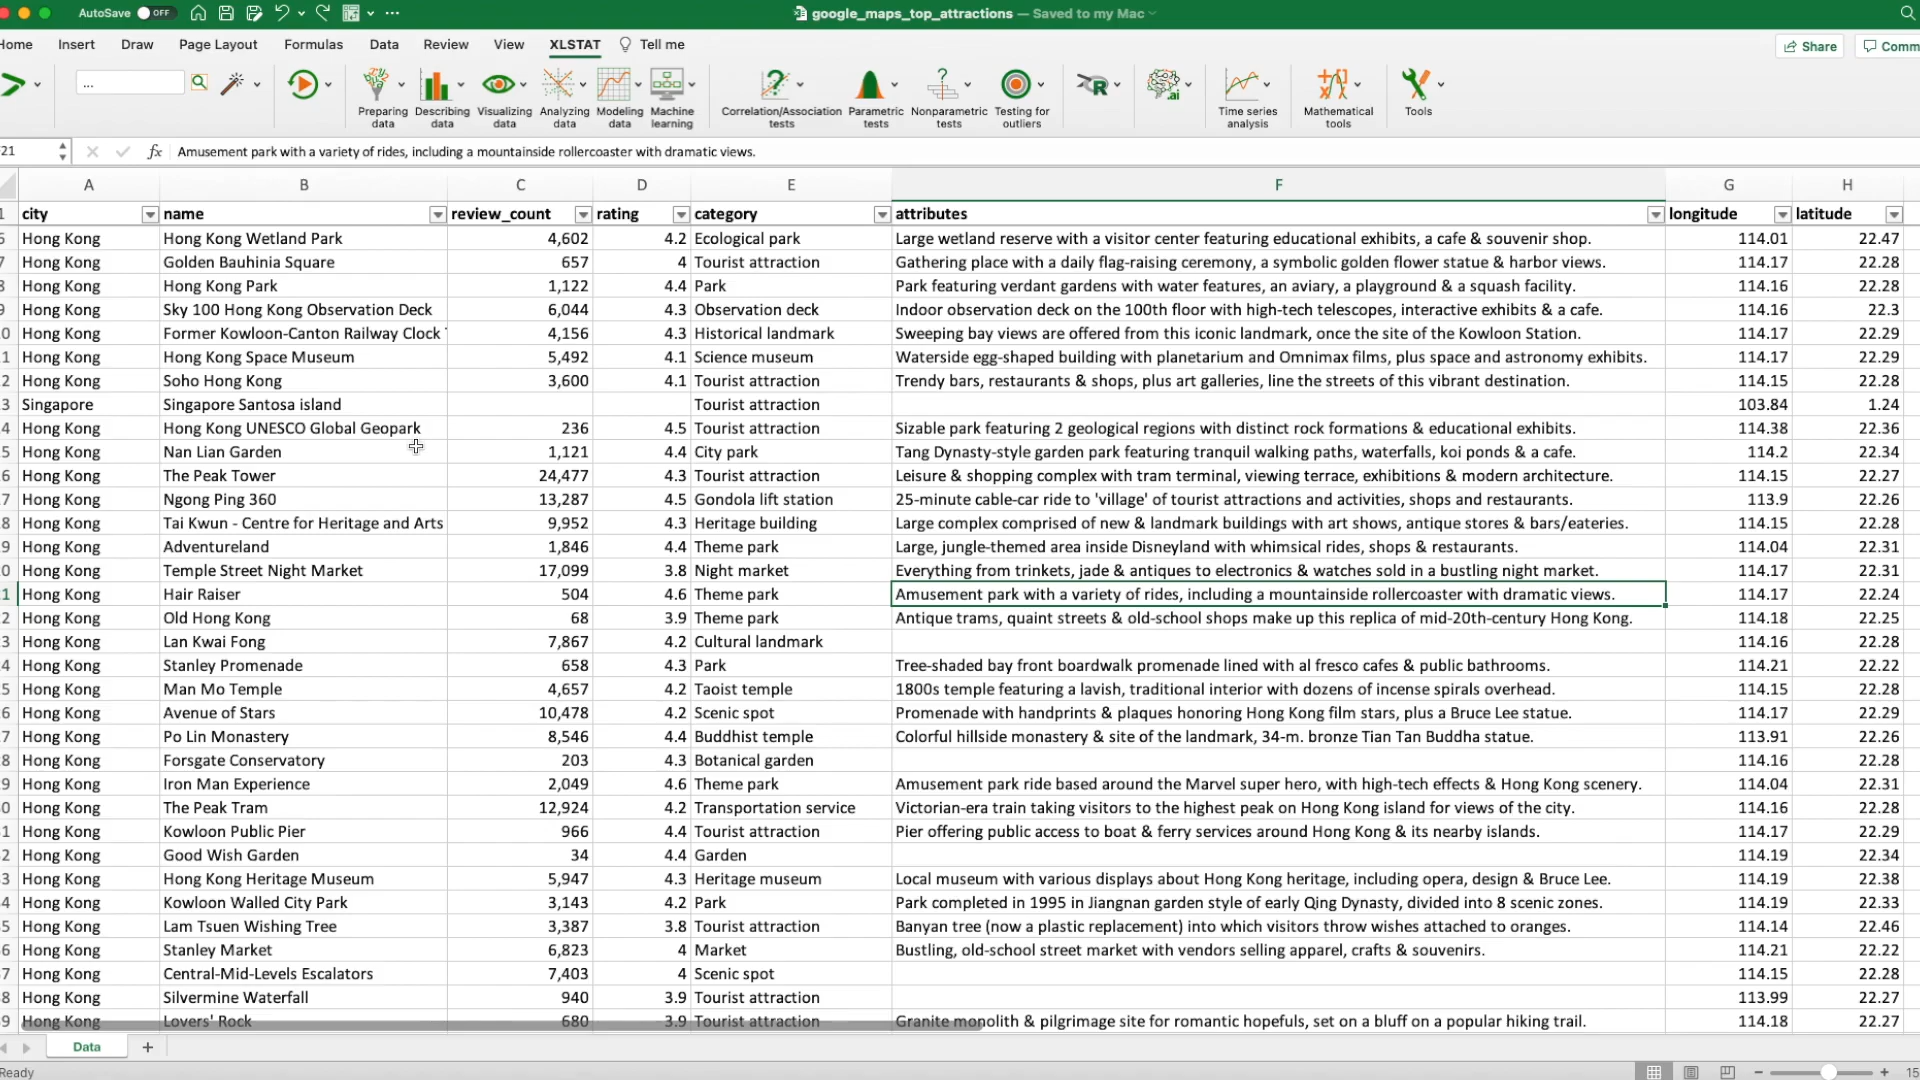 AutoSave OFF google_maps_top_attractions — Saved to my Mac
Home Insert Draw Page Layout Formulas Data Review View XLSTAT Tell me Share Comm
...
Preparing data Describing data Visualizing data Analyzing data Modeling data Machine learning Correlation/Association tests Parametric tests Nonparametric tests Testing for outliers R .ai Time series analysis Mathematical tools Tools
21 fx Amusement park with a variety of rides, including a mountainside rollercoaster with dramatic views.
A B C D E F G H
1 city name review_count rating category attributes longitude latitude
6 Hong Kong Hong Kong Wetland Park 4,602 4.2 Ecological park Large wetland reserve with a visitor center featuring educational exhibits, a cafe & souvenir shop. 114.01 22.47
7 Hong Kong Golden Bauhinia Square 657 4 Tourist attraction Gathering place with a daily flag-raising ceremony, a symbolic golden flower statue & harbor views. 114.17 22.28
8 Hong Kong Hong Kong Park 1,122 4.4 Park Park featuring verdant gardens with water features, an aviary, a playground & a squash facility. 114.16 22.28
9 Hong Kong Sky 100 Hong Kong Observation Deck 6,044 4.3 Observation deck Indoor observation deck on the 100th floor with high-tech telescopes, interactive exhibits & a cafe. 114.16 22.3
0 Hong Kong Former Kowloon-Canton Railway Clock 4,156 4.3 Historical landmark Sweeping bay views are offered from this iconic landmark, once the site of the Kowloon Station. 114.17 22.29
1 Hong Kong Hong Kong Space Museum 5,492 4.1 Science museum Waterside egg-shaped building with planetarium and Omnimax films, plus space and astronomy exhibits. 114.17 22.29
2 Hong Kong Soho Hong Kong 3,600 4.1 Tourist attraction Trendy bars, restaurants & shops, plus art galleries, line the streets of this vibrant destination. 114.15 22.28
3 Singapore Singapore Santosa island Tourist attraction 103.84 1.24
4 Hong Kong Hong Kong UNESCO Global Geopark 236 4.5 Tourist attraction Sizable park featuring 2 geological regions with distinct rock formations & educational exhibits. 114.38 22.36
5 Hong Kong Nan Lian Garden 1,121 4.4 City park Tang Dynasty-style garden park featuring tranquil walking paths, waterfalls, koi ponds & a cafe. 114.2 22.34
6 Hong Kong The Peak Tower 24,477 4.3 Tourist attraction Leisure & shopping complex with tram terminal, viewing terrace, exhibitions & modern architecture. 114.15 22.27
7 Hong Kong Ngong Ping 360 13,287 4.5 Gondola lift station 25-minute cable-car ride to 'village' of tourist attractions and activities, shops and restaurants. 113.9 22.26
8 Hong Kong Tai Kwun - Centre for Heritage and Arts 9,952 4.3 Heritage building Large complex comprised of new & landmark buildings with art shows, antique stores & bars/eateries. 114.15 22.28
9 Hong Kong Adventureland 1,846 4.4 Theme park Large, jungle-themed area inside Disneyland with whimsical rides, shops & restaurants. 114.04 22.31
0 Hong Kong Temple Street Night Market 17,099 3.8 Night market Everything from trinkets, jade & antiques to electronics & watches sold in a bustling night market. 114.17 22.31
1 Hong Kong Hair Raiser 504 4.6 Theme park Amusement park with a variety of rides, including a mountainside rollercoaster with dramatic views. 114.17 22.24
2 Hong Kong Old Hong Kong 68 3.9 Theme park Antique trams, quaint streets & old-school shops make up this replica of mid-20th-century Hong Kong. 114.18 22.25
3 Hong Kong Lan Kwai Fong 7,867 4.2 Cultural landmark 114.16 22.28
4 Hong Kong Stanley Promenade 658 4.3 Park Tree-shaded bay front boardwalk promenade lined with al fresco cafes & public bathrooms. 114.21 22.22
5 Hong Kong Man Mo Temple 4,657 4.2 Taoist temple 1800s temple featuring a lavish, traditional interior with dozens of incense spirals overhead. 114.15 22.28
6 Hong Kong Avenue of Stars 10,478 4.2 Scenic spot Promenade with handprints & plaques honoring Hong Kong film stars, plus a Bruce Lee statue. 114.17 22.29
7 Hong Kong Po Lin Monastery 8,546 4.4 Buddhist temple Colorful hillside monastery & site of the landmark, 34-m. bronze Tian Tan Buddha statue. 113.91 22.26
8 Hong Kong Forsgate Conservatory 203 4.3 Botanical garden 114.16 22.28
9 Hong Kong Iron Man Experience 2,049 4.6 Theme park Amusement park ride based around the Marvel super hero, with high-tech effects & Hong Kong scenery. 114.04 22.31
0 Hong Kong The Peak Tram 12,924 4.2 Transportation service Victorian-era train taking visitors to the highest peak on Hong Kong island for views of the city. 114.16 22.28
1 Hong Kong Kowloon Public Pier 966 4.4 Tourist attraction Pier offering public access to boat & ferry services around Hong Kong & its nearby islands. 114.17 22.29
2 Hong Kong Good Wish Garden 34 4.4 Garden 114.19 22.34
3 Hong Kong Hong Kong Heritage Museum 5,947 4.3 Heritage museum Local museum with various displays about Hong Kong heritage, including opera, design & Bruce Lee. 114.19 22.38
4 Hong Kong Kowloon Walled City Park 3,143 4.2 Park Park completed in 1995 in Jiangnan garden style of early Qing Dynasty, divided into 8 scenic zones. 114.19 22.33
5 Hong Kong Lam Tsuen Wishing Tree 3,387 3.8 Tourist attraction Banyan tree (now a plastic replacement) into which visitors throw wishes attached to oranges. 114.14 22.46
6 Hong Kong Stanley Market 6,823 4 Market Bustling, old-school street market with vendors selling apparel, crafts & souvenirs. 114.21 22.22
7 Hong Kong Central-Mid-Levels Escalators 7,403 4 Scenic spot 114.15 22.28
8 Hong Kong Silvermine Waterfall 940 3.9 Tourist attraction 113.99 22.27
9 Hong Kong Lovers' Rock 680 3.9 Tourist attraction Granite monolith & pilgrimage site for romantic hopefuls, set on a bluff on a popular hiking trail. 114.18 22.27
Data +
Ready 15